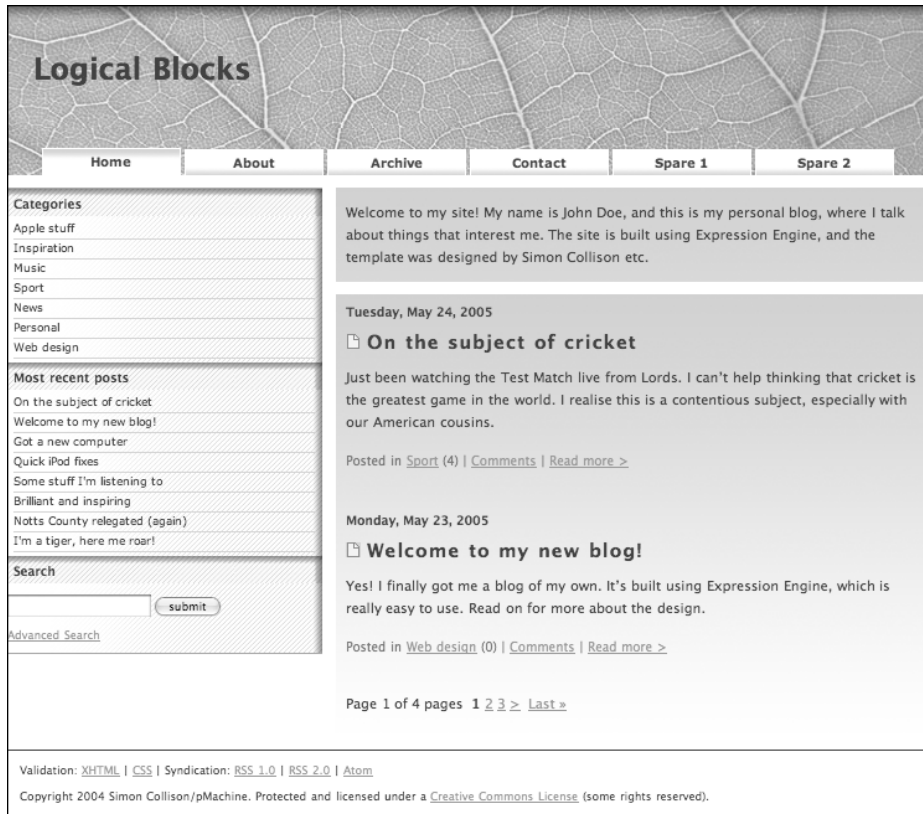 Logical Blocks
Home About Archive Contact Spare 1 Spare 2
Categories
Apple stuff
Inspiration
Music
Sport
News
Personal
Web design
Most recent posts
On the subject of cricket
Welcome to my new blog!
Got a new computer
Quick iPod fixes
Some stuff I'm listening to
Brilliant and inspiring
Notts County relegated (again)
I'm a tiger, here me roar!
Search
submit
Advanced Search
Welcome to my site! My name is John Doe, and this is my personal blog, where I talk
about things that interest me. The site is built using Expression Engine, and the
template was designed by Simon Collison etc.
Tuesday, May 24, 2005
On the subject of cricket
Just been watching the Test Match live from Lords. I can't help thinking that cricket is
the greatest game in the world. I realise this is a contentious subject, especially with
our American cousins.
Posted in Sport (4) | Comments | Read more >
Monday, May 23, 2005
Welcome to my new blog!
Yes! I finally got me a blog of my own. It's built using Expression Engine, which is
really easy to use. Read on for more about the design.
Posted in Web design (0) | Comments | Read more >
Page 1 of 4 pages 1 2 3 > Last »
Validation: XHTML | CSS | Syndication: RSS 1.0 | RSS 2.0 | Atom
Copyright 2004 Simon Collison/pMachine. Protected and licensed under a Creative Commons License (some rights reserved).